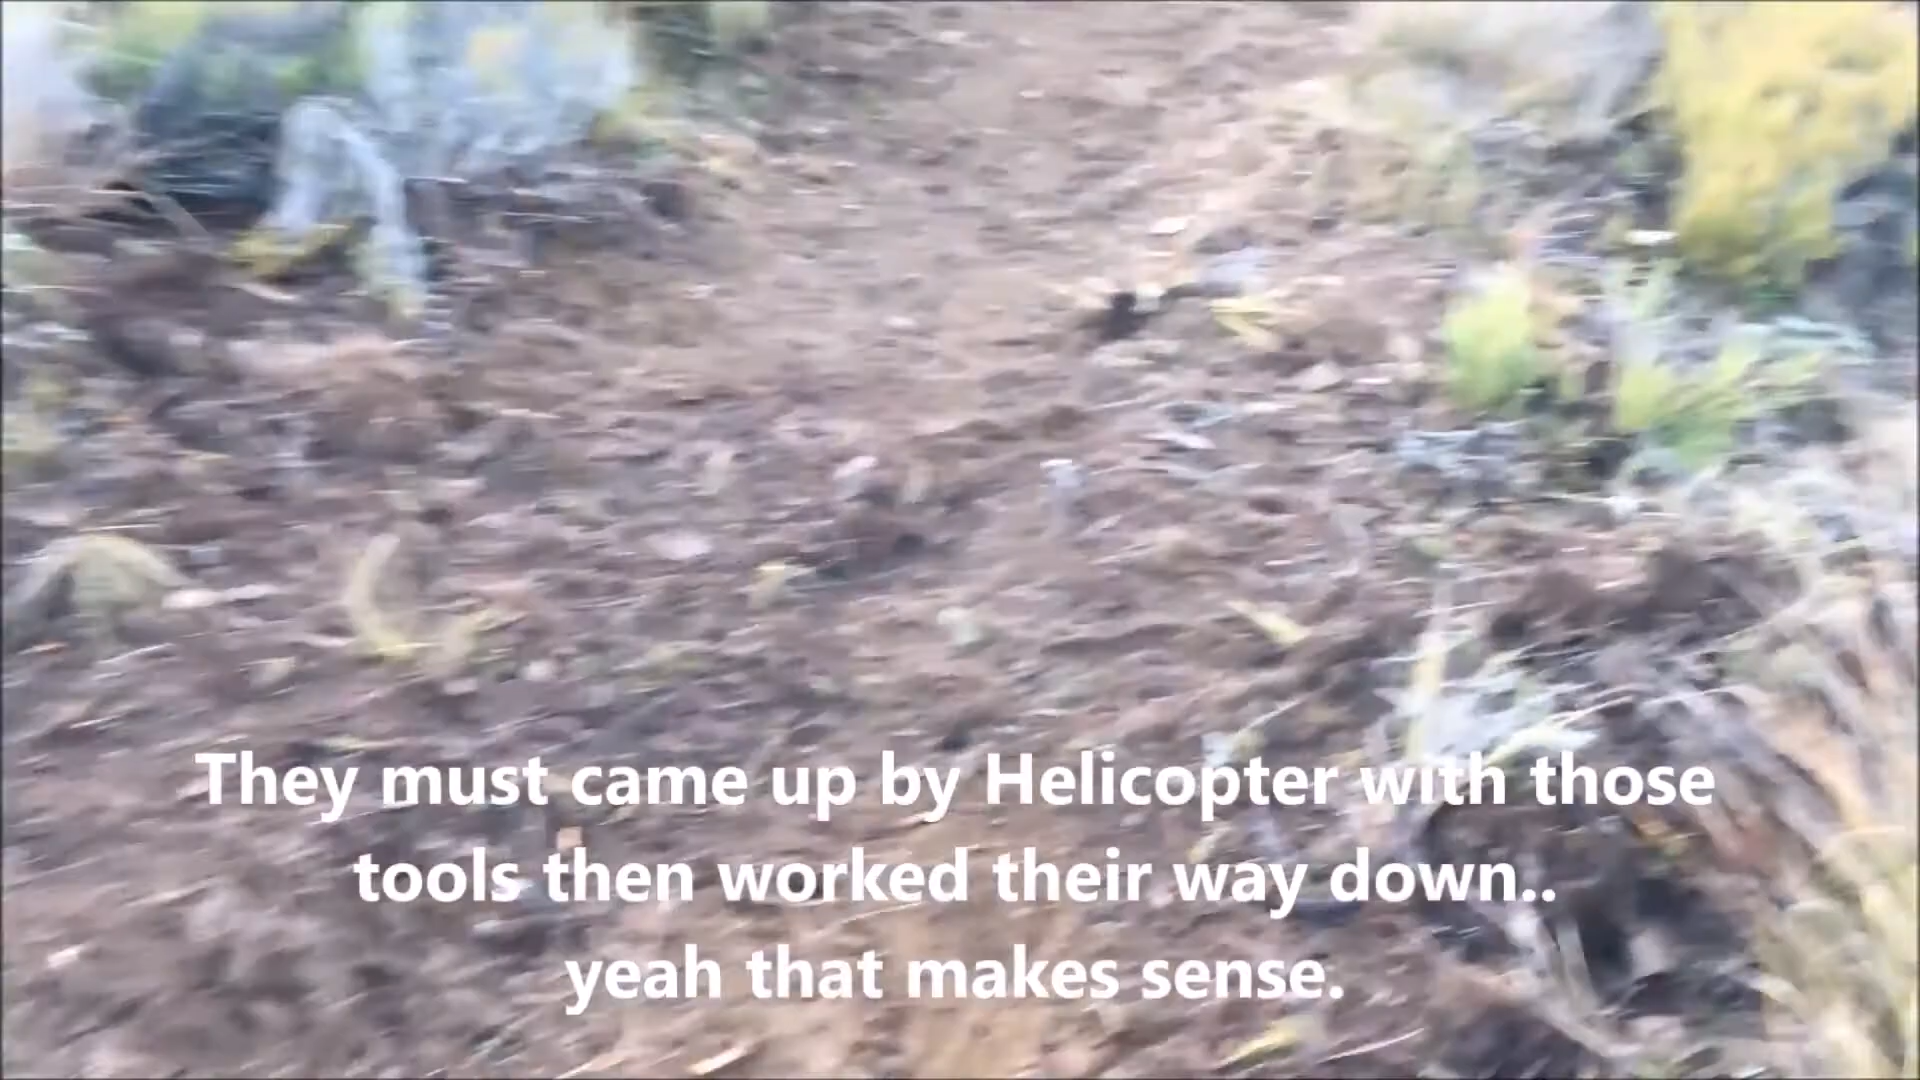 They must came up by Helicopter with those
tools then worked their way down..
yeah that makes sense.